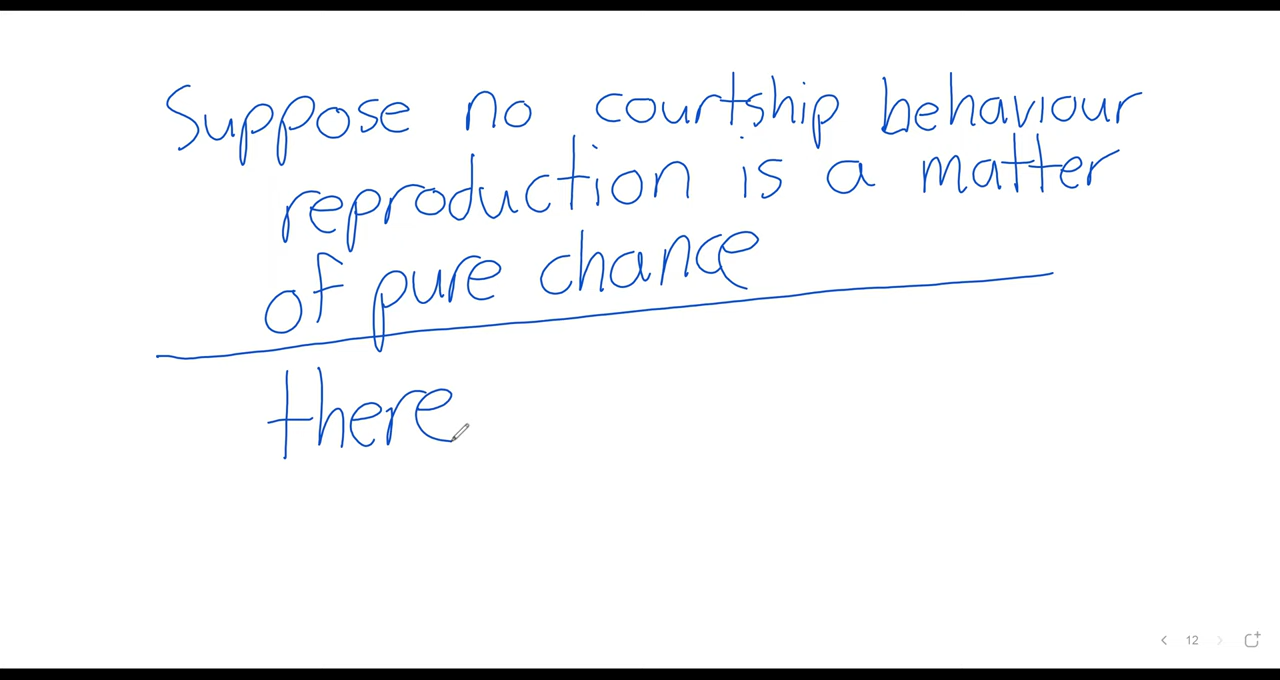 Suppose no courtship behaviour
reproduction is a matter
of pure chance
there
12